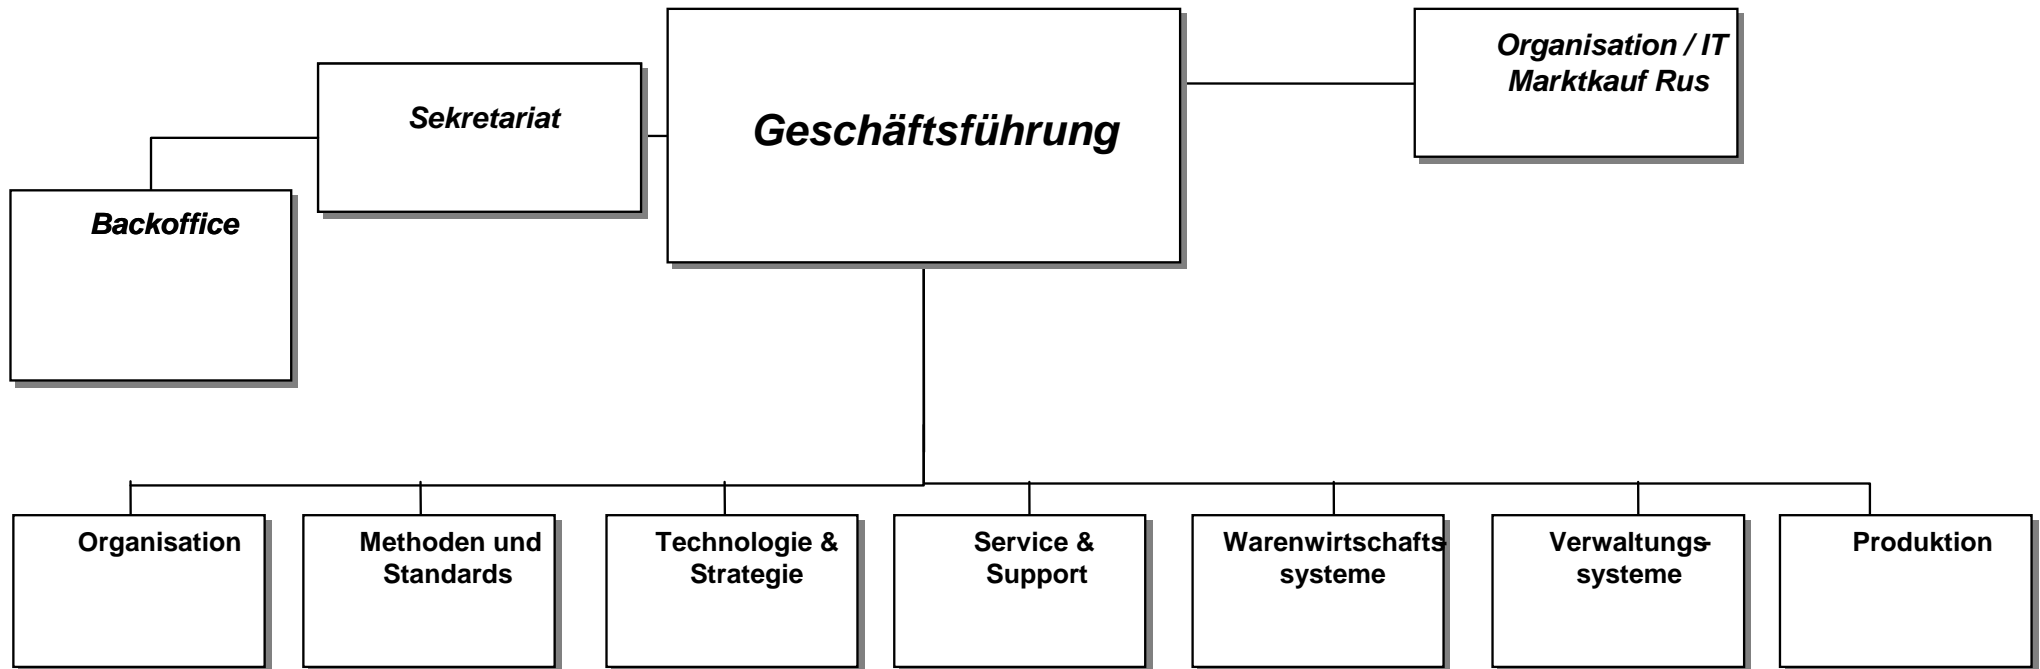 Organisation / IT
Marktkauf Rus
Sekretariat
Geschäftsführung
Backoffice
Organisation
Methoden und
Standards
Technologie &
Strategie
Service &
Support
Warenwirtschafts-
systeme
Verwaltungs-
systeme
Produktion